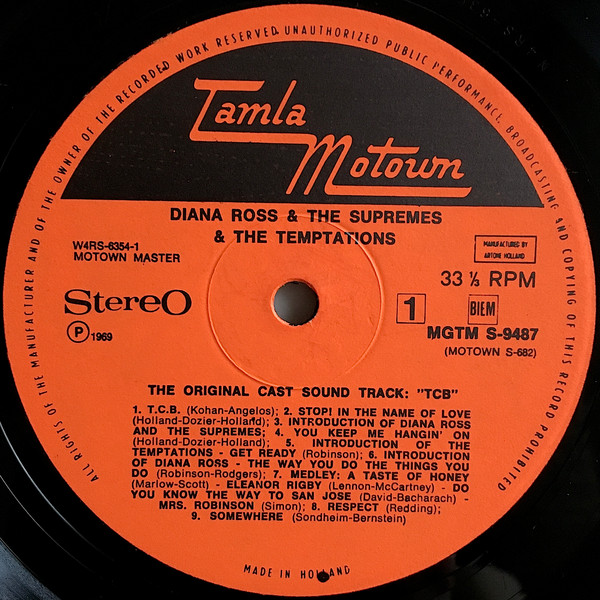 ALL RIGHTS OF THE MANUFACTURER AND OF THE OWNER OF THE RECORDED WORK RESERVED. UNAUTHORIZED PUBLIC PERFORMANCE, BROADCASTING AND COPYING OF THIS RECORD PROHIBITED
Tamla
Motown
DIANA ROSS & THE SUPREMES
& THE TEMPTATIONS
W4RS-6354-1
MOTOWN MASTER
MANUFACTURED BY
ARTONE HOLLAND
33 ⅓ RPM
StereO
℗ 1969
1
BIEM
MGTM S-9487
(MOTOWN S-682)
THE ORIGINAL CAST SOUND TRACK: "TCB"
1. T.C.B. (Kohan-Angelos); 2. STOP! IN THE NAME OF LOVE
(Holland-Dozier-Holland); 3. INTRODUCTION OF DIANA ROSS
AND THE SUPREMES; 4. YOU KEEP ME HANGIN' ON
(Holland-Dozier-Holland); 5. INTRODUCTION OF THE
TEMPTATIONS - GET READY (Robinson); 6. INTRODUCTION
OF DIANA ROSS - THE WAY YOU DO THE THINGS YOU
DO (Robinson-Rodgers); 7. MEDLEY: A TASTE OF HONEY
(Marlow-Scott) - ELEANOR RIGBY (Lennon-McCartney) - DO
YOU KNOW THE WAY TO SAN JOSE (David-Bacharach) -
MRS. ROBINSON (Simon); 8. RESPECT (Redding);
9. SOMEWHERE (Sondheim-Bernstein)
MADE IN HOLLAND